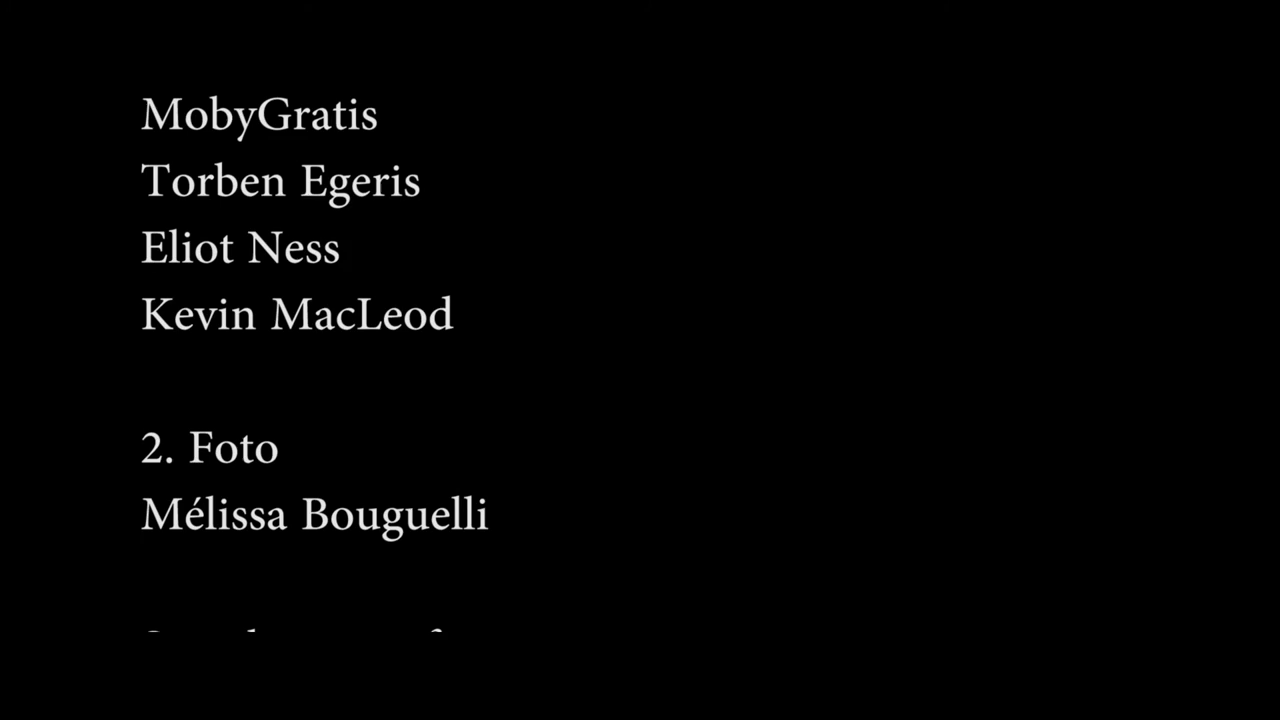 MobyGratis
Torben Egeris
Eliot Ness
Kevin MacLeod
2. Foto
Mélissa Bouguelli